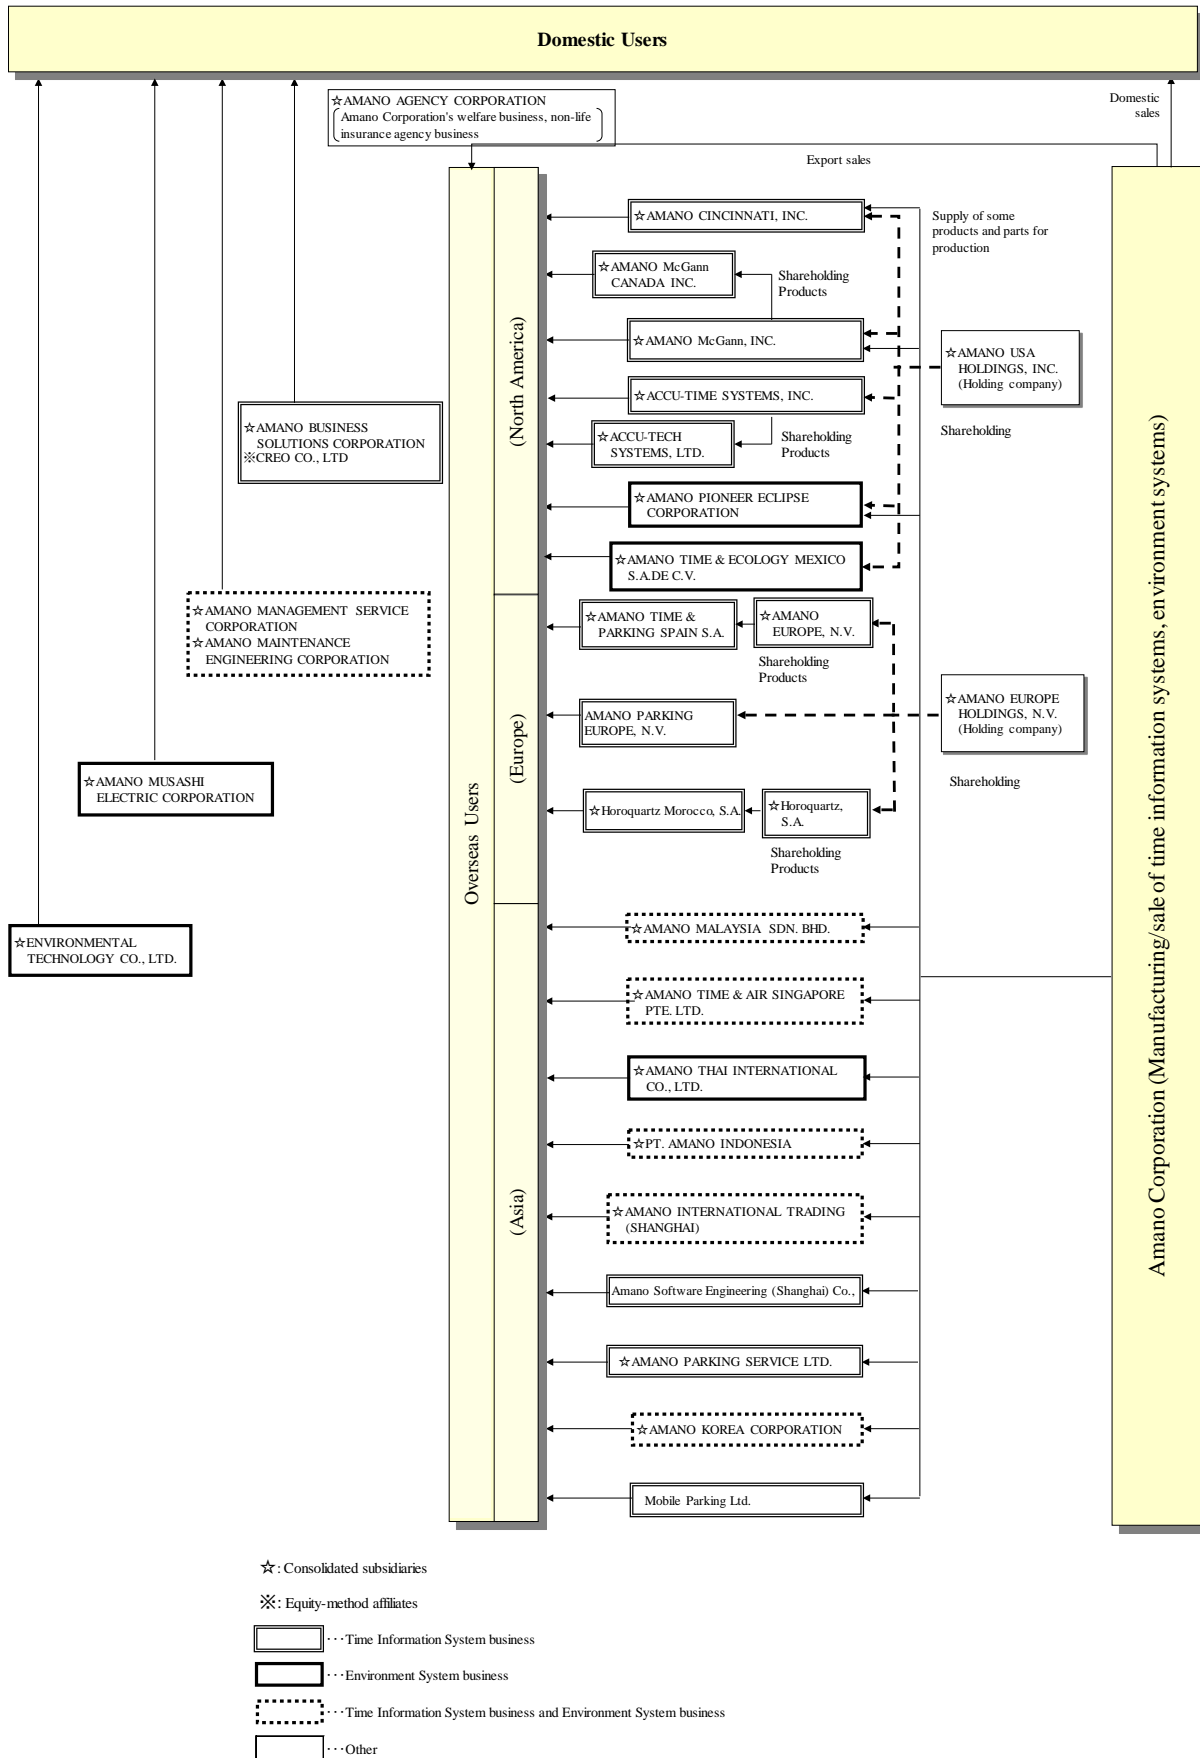 Domestic Users
☆AMANO AGENCY CORPORATION
Amano Corporation's welfare business, non-life
insurance agency business
Domestic
sales
Export sales
☆AMANO CINCINNATI, INC.
Supply of some
products and parts for
production
☆AMANO McGann
CANADA INC.
Shareholding
Products
☆AMANO McGann, INC.
☆AMANO USA
HOLDINGS, INC.
(Holding company)
Shareholding
☆ACCU-TIME SYSTEMS, INC.
☆ACCU-TECH
SYSTEMS, LTD.
Shareholding
Products
☆AMANO BUSINESS
SOLUTIONS CORPORATION
※CREO CO., LTD
☆AMANO PIONEER ECLIPSE
CORPORATION
☆AMANO TIME & ECOLOGY MEXICO
S.A.DE C.V.
(North America)
☆AMANO MANAGEMENT SERVICE
CORPORATION
☆AMANO MAINTENANCE
ENGINEERING CORPORATION
☆AMANO TIME &
PARKING SPAIN S.A.
☆AMANO
EUROPE, N.V.
Shareholding
Products
AMANO PARKING
EUROPE, N.V.
☆AMANO EUROPE
HOLDINGS, N.V.
(Holding company)
Shareholding
(Europe)
☆AMANO MUSASHI
ELECTRIC CORPORATION
☆Horoquartz Morocco, S.A.
☆Horoquartz,
S.A.
Shareholding
Products
Overseas Users
☆ENVIRONMENTAL
TECHNOLOGY CO., LTD.
☆AMANO MALAYSIA SDN. BHD.
☆AMANO TIME & AIR SINGAPORE
PTE. LTD.
☆AMANO THAI INTERNATIONAL
CO., LTD.
☆PT. AMANO INDONESIA
☆AMANO INTERNATIONAL TRADING
(SHANGHAI)
(Asia)
Amano Software Engineering (Shanghai) Co.,
☆AMANO PARKING SERVICE LTD.
☆AMANO KOREA CORPORATION
Mobile Parking Ltd.
Amano Corporation (Manufacturing/sale of time information systems, environment systems)
☆: Consolidated subsidiaries
※: Equity-method affiliates
···Time Information System business
···Environment System business
···Time Information System business and Environment System business
···Other